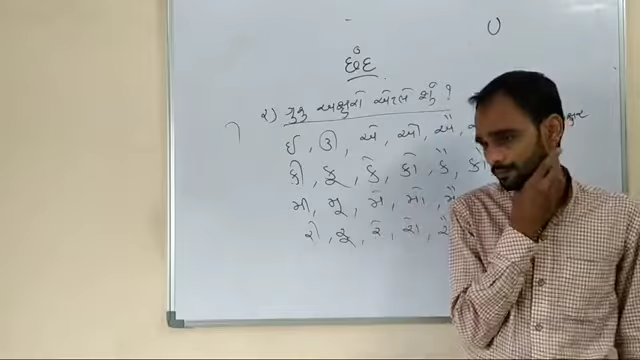 છંદ
૨) ગુરુ અક્ષરો એટલે શું ?
ઈ, ઊ, એ, ઓ, ઐ,
કી, કૂ, કે, કો, કૈ,
મી, મૂ, મે, મો, મૈ
રી, રૂ, રે, રો,